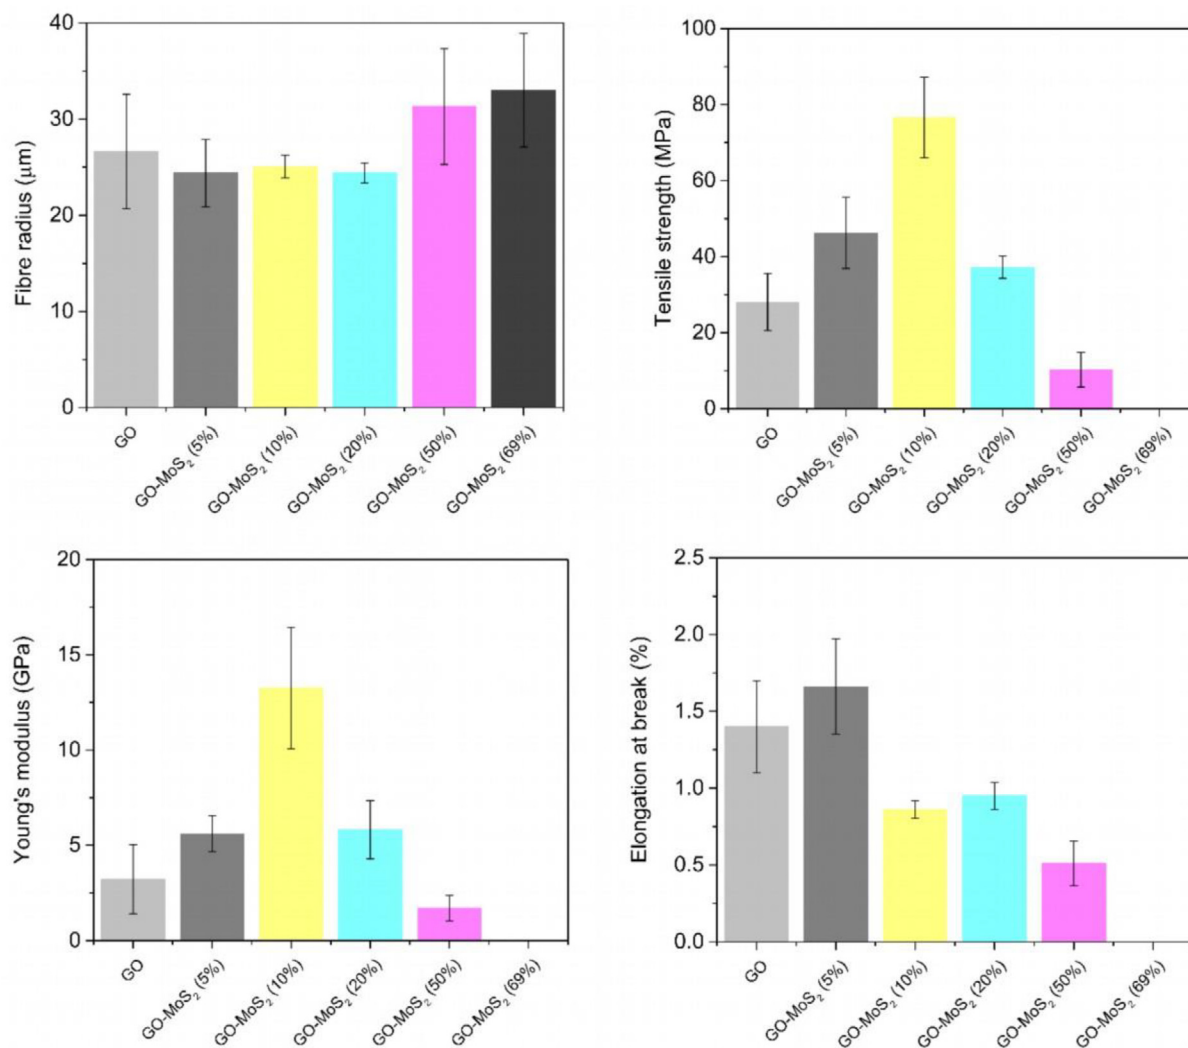 Fibre radius (μm)
40
30
20
10
0
GO
GO-MoS₂ (5%)
GO-MoS₂ (10%)
GO-MoS₂ (20%)
GO-MoS₂ (50%)
GO-MoS₂ (69%)
Tensile strength (MPa)
100
80
60
40
20
0
GO
GO-MoS₂ (5%)
GO-MoS₂ (10%)
GO-MoS₂ (20%)
GO-MoS₂ (50%)
GO-MoS₂ (69%)
Young's modulus (GPa)
20
15
10
5
0
GO
GO-MoS₂ (5%)
GO-MoS₂ (10%)
GO-MoS₂ (20%)
GO-MoS₂ (50%)
GO-MoS₂ (69%)
Elongation at break (%)
2.5
2.0
1.5
1.0
0.5
0.0
GO
GO-MoS₂ (5%)
GO-MoS₂ (10%)
GO-MoS₂ (20%)
GO-MoS₂ (50%)
GO-MoS₂ (69%)